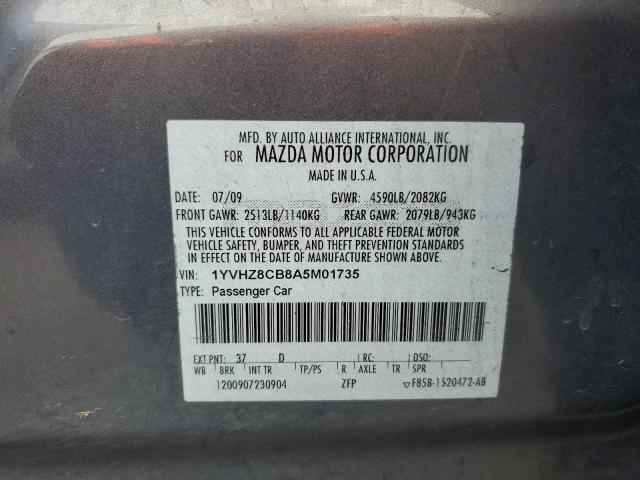 MFD. BY AUTO ALLIANCE INTERNATIONAL, INC.
FOR MAZDA MOTOR CORPORATION
MADE IN U.S.A.
DATE: 07/09 GVWR: 4590LB/2082KG
FRONT GAWR: 2513LB/1140KG REAR GAWR: 2079LB/943KG
THIS VEHICLE CONFORMS TO ALL APPLICABLE FEDERAL MOTOR
VEHICLE SAFETY, BUMPER, AND THEFT PREVENTION STANDARDS
IN EFFECT ON THE DATE OF MANUFACTURE SHOWN ABOVE.
VIN: 1YVHZ8CB8A5M01735
TYPE: Passenger Car
EXT PNT: 37 D RC: DSO:
WB BRK INT TR TP/PS R AXLE TR SPR
1200907230904 ZFP F85B-1520472-AB